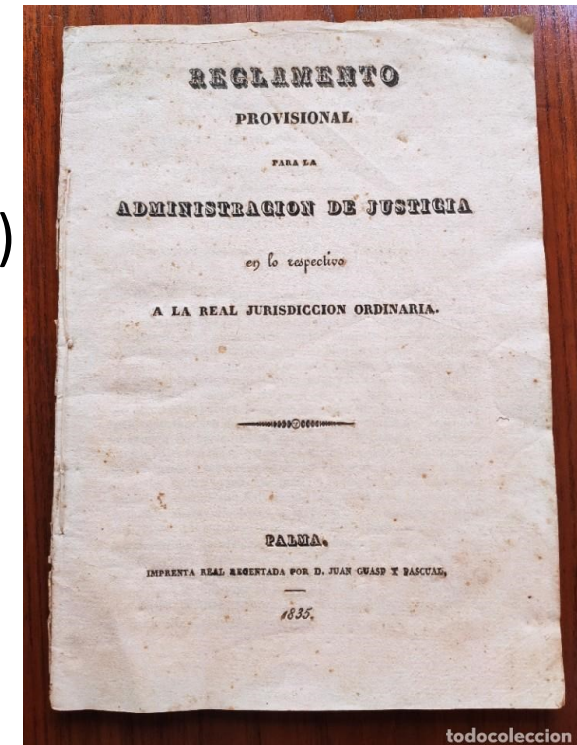 REGLAMENTO
PROVISIONAL
PARA LA
ADMINISTRACION DE JUSTICIA
en lo respectivo
A LA REAL JURISDICCION ORDINARIA.
PALMA.
IMPRENTA REAL REGENTADA POR D. JUAN GUASP Y PASCUAL,
1835.
)
todocoleccion